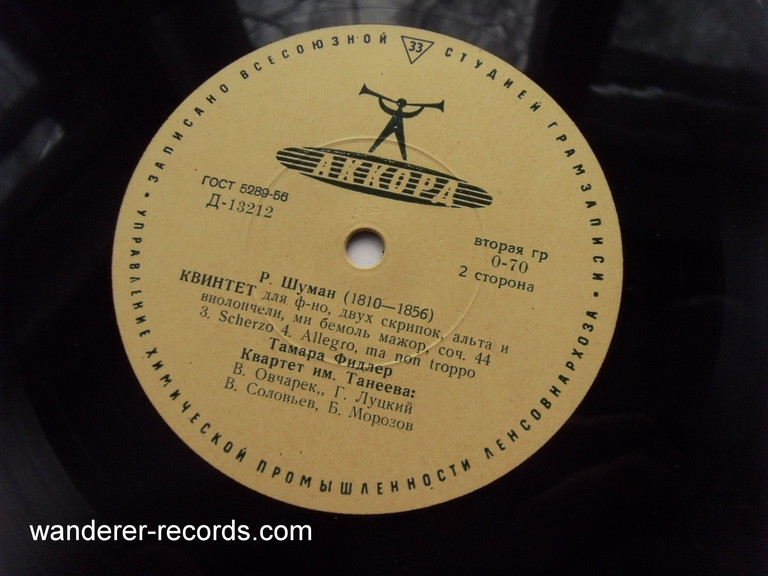 ЗАПИСАНО ВСЕСОЮЗНОЙ 33 СТУДИЕЙ ГРАМЗАПИСИ • УПРАВЛЕНИЕ ХИМИЧЕСКОЙ ПРОМЫШЛЕННОСТИ ЛЕНСОВНАРХОЗА •
АККОРД
ГОСТ 5289-56
Д-13212
вторая гр
0-70
2 сторона
Р. Шуман (1810—1856)
КВИНТЕТ для ф-но, двух скрипок, альта и
виолончели, ми бемоль мажор, соч. 44
3. Scherzo 4. Allegro, ma non troppo
Тамара Фидлер
Квартет им. Танеева:
В. Овчарек,, Г. Луцкий
В. Соловьев, Б. Морозов
wanderer-records.com